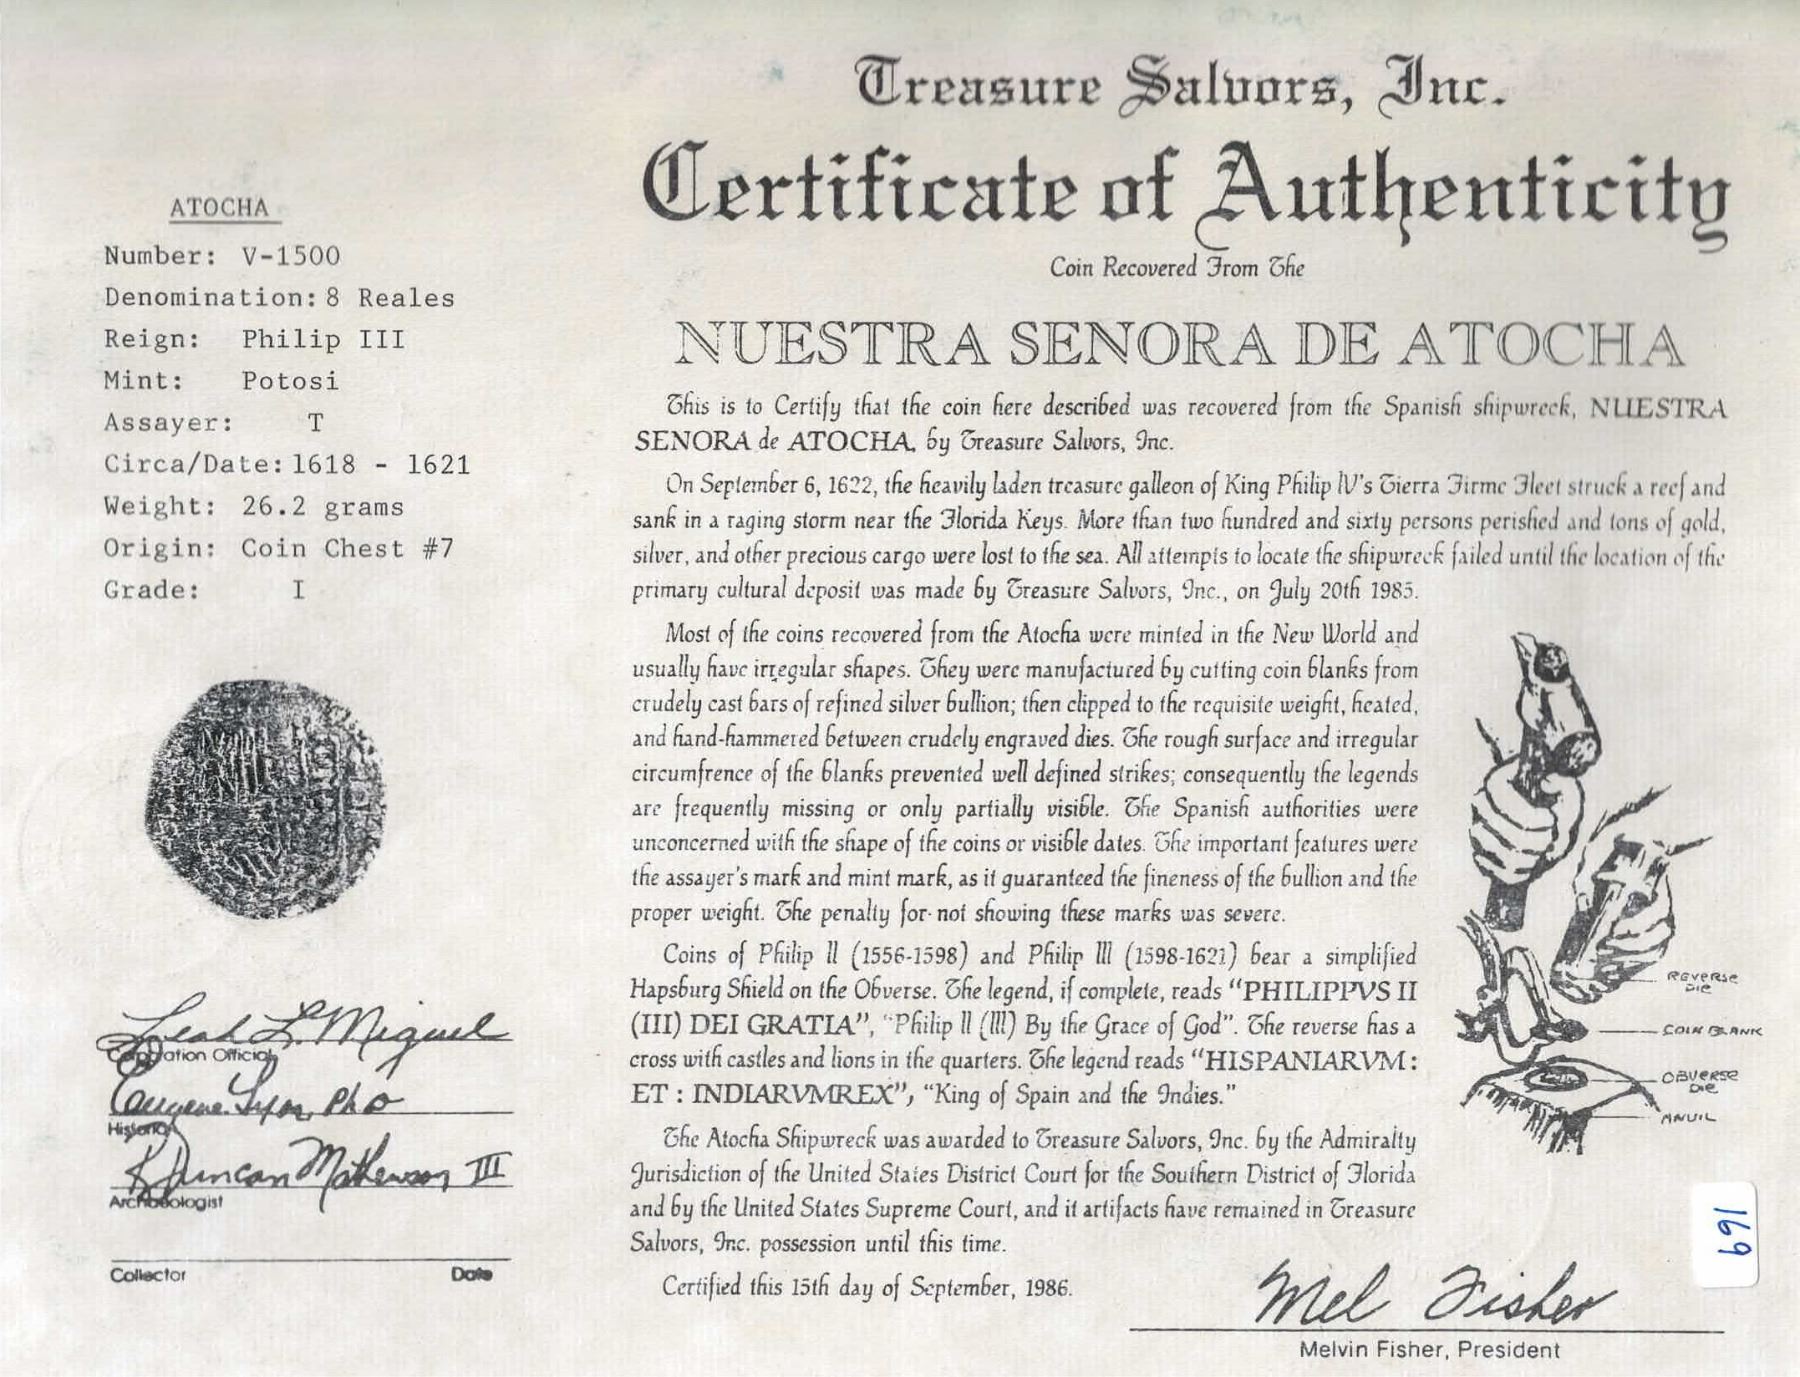 Treasure Salvors, Inc.
Certificate of Authenticity
Coin Recovered From The
NUESTRA SENORA DE ATOCHA
ATOCHA
Number: V-1500
Denomination: 8 Reales
Reign: Philip III
Mint: Potosi
Assayer: T
Circa/Date: 1618 - 1621
Weight: 26.2 grams
Origin: Coin Chest #7
Grade: I
Leah L. Miguel
Corporation Official
Eugene Lyon, PhD
Historian
R Duncan Mathewson III
Archaeologist
Collector Date
This is to Certify that the coin here described was recovered from the Spanish shipwreck, NUESTRA
SENORA de ATOCHA, by Treasure Salvors, Inc.
On September 6, 1622, the heavily laden treasure galleon of King Philip IV's Tierra Firme Fleet struck a reef and
sank in a raging storm near the Florida Keys. More than two hundred and sixty persons perished and tons of gold,
silver, and other precious cargo were lost to the sea. All attempts to locate the shipwreck failed until the location of the
primary cultural deposit was made by Treasure Salvors, Inc., on July 20th 1985.
Most of the coins recovered from the Atocha were minted in the New World and
usually have irregular shapes. They were manufactured by cutting coin blanks from
crudely cast bars of refined silver bullion; then clipped to the requisite weight, heated,
and hand-hammered between crudely engraved dies. The rough surface and irregular
circumfrence of the blanks prevented well defined strikes; consequently the legends
are frequently missing or only partially visible. The Spanish authorities were
unconcerned with the shape of the coins or visible dates. The important features were
the assayer's mark and mint mark, as it guaranteed the fineness of the bullion and the
proper weight. The penalty for not showing these marks was severe.
Coins of Philip II (1556-1598) and Philip III (1598-1621) bear a simplified
Hapsburg Shield on the Obverse. The legend, if complete, reads "PHILIPPVS II
(III) DEI GRATIA", "Philip II (III) By the Grace of God". The reverse has a
cross with castles and lions in the quarters. The legend reads "HISPANIARVM :
ET : INDIARVMREX", "King of Spain and the Indies."
The Atocha Shipwreck was awarded to Treasure Salvors, Inc. by the Admiralty
Jurisdiction of the United States District Court for the Southern District of Florida
and by the United States Supreme Court, and it artifacts have remained in Treasure
Salvors, Inc. possession until this time.
Certified this 15th day of September, 1986.
REVERSE
DIE
COIN BLANK
OBVERSE
DIE
ANVIL
169
Mel Fisher
Melvin Fisher, President